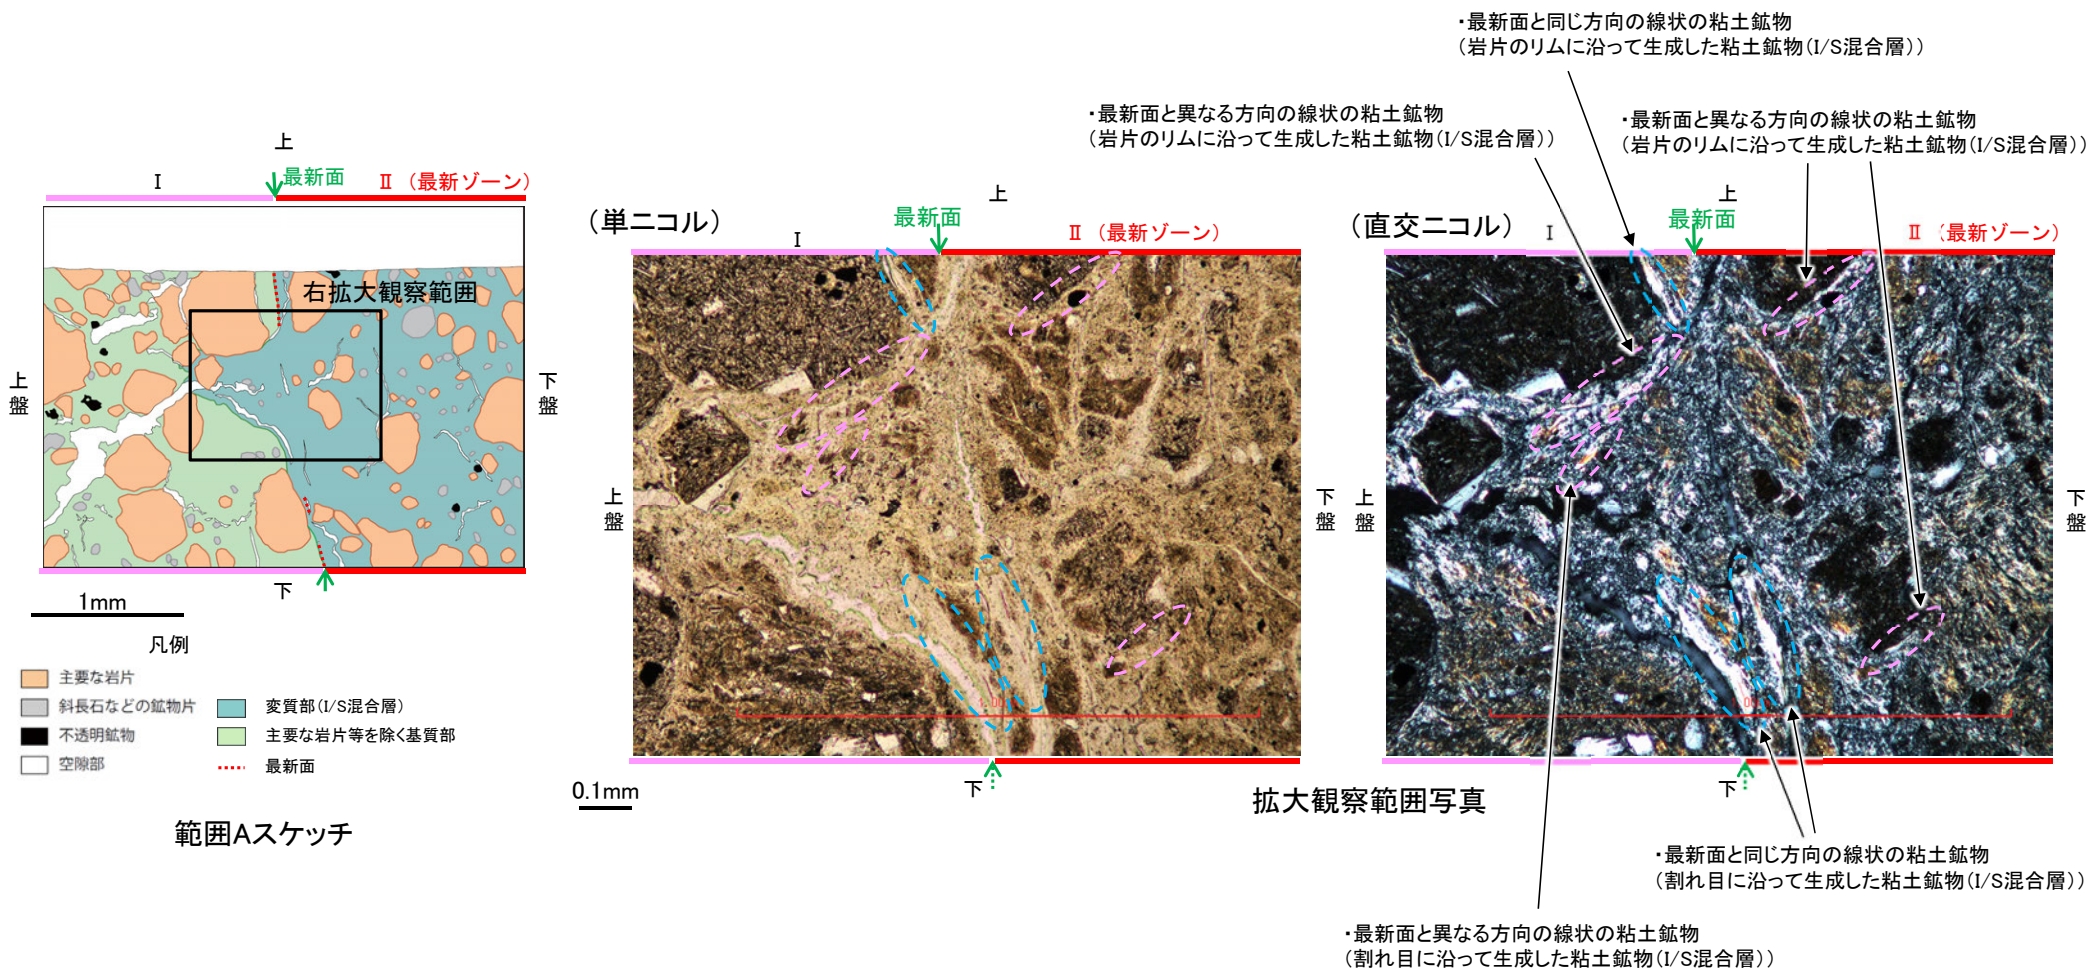 ・最新面と同じ方向の線状の粘土鉱物
(岩片のリムに沿って生成した粘土鉱物(I/S混合層))
・最新面と異なる方向の線状の粘土鉱物
(岩片のリムに沿って生成した粘土鉱物(I/S混合層))
・最新面と異なる方向の線状の粘土鉱物
(岩片のリムに沿って生成した粘土鉱物(I/S混合層))
上
最新面
I
Ⅱ (最新ゾーン)
右拡大観察範囲
上盤
下盤
下
1mm
凡例
主要な岩片
斜長石などの鉱物片
不透明鉱物
空隙部
変質部(I/S混合層)
主要な岩片等を除く基質部
最新面
範囲Aスケッチ
(単ニコル)
上
最新面
I
Ⅱ (最新ゾーン)
上盤
下盤
下
0.1mm
(直交ニコル)
上
最新面
I
Ⅱ (最新ゾーン)
上盤
下盤
下
拡大観察範囲写真
・最新面と同じ方向の線状の粘土鉱物
(割れ目に沿って生成した粘土鉱物(I/S混合層))
・最新面と異なる方向の線状の粘土鉱物
(割れ目に沿って生成した粘土鉱物(I/S混合層))